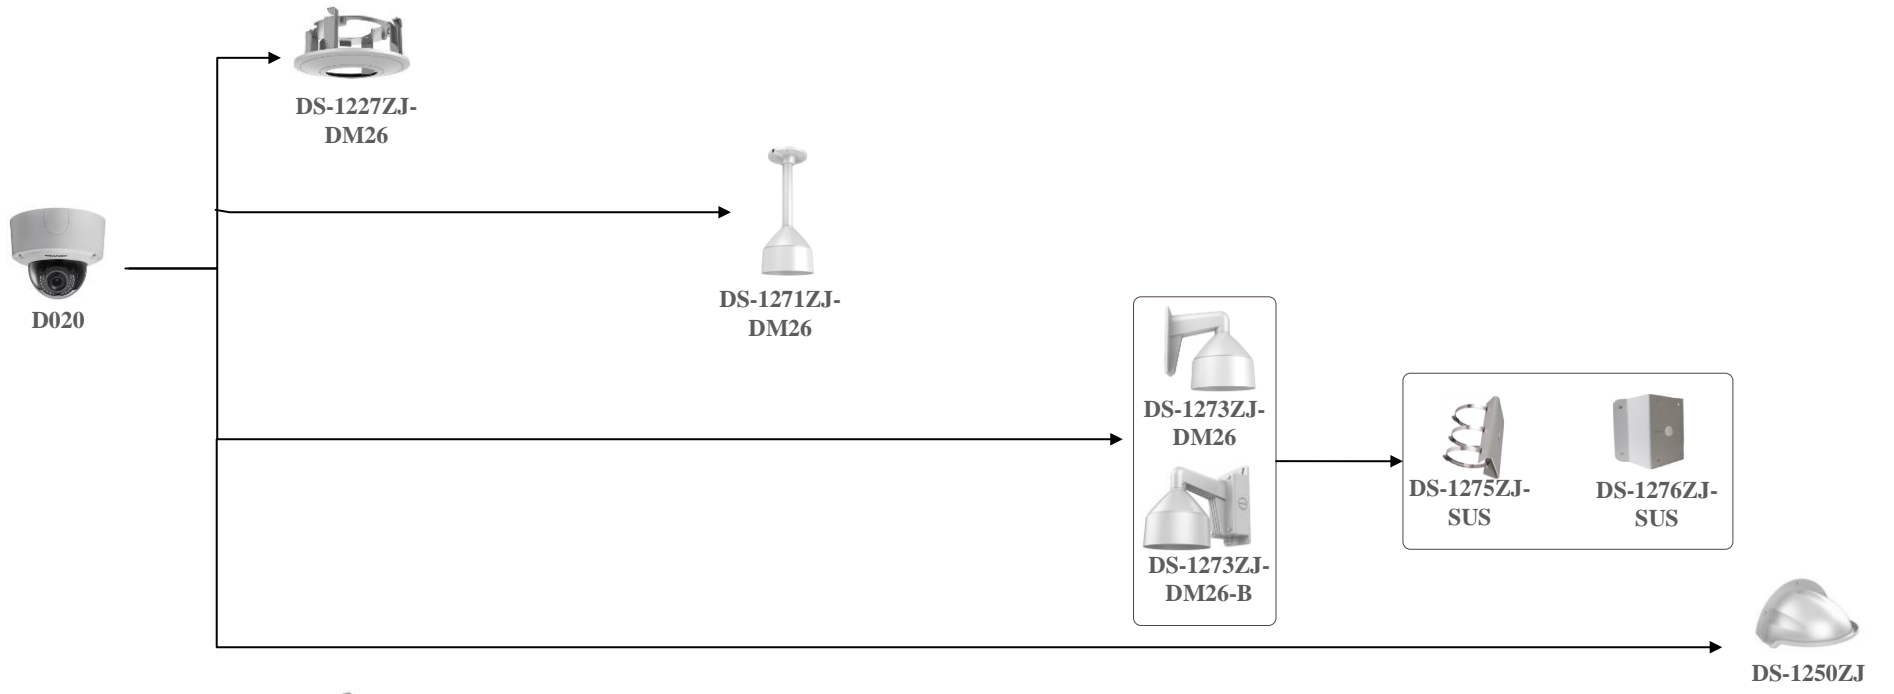 DS-1227ZJ-
DM26
DS-1271ZJ-
DM26
D020
DS-1273ZJ-
DM26
DS-1273ZJ-
DM26-B
DS-1275ZJ-
SUS
DS-1276ZJ-
SUS
DS-1250ZJ